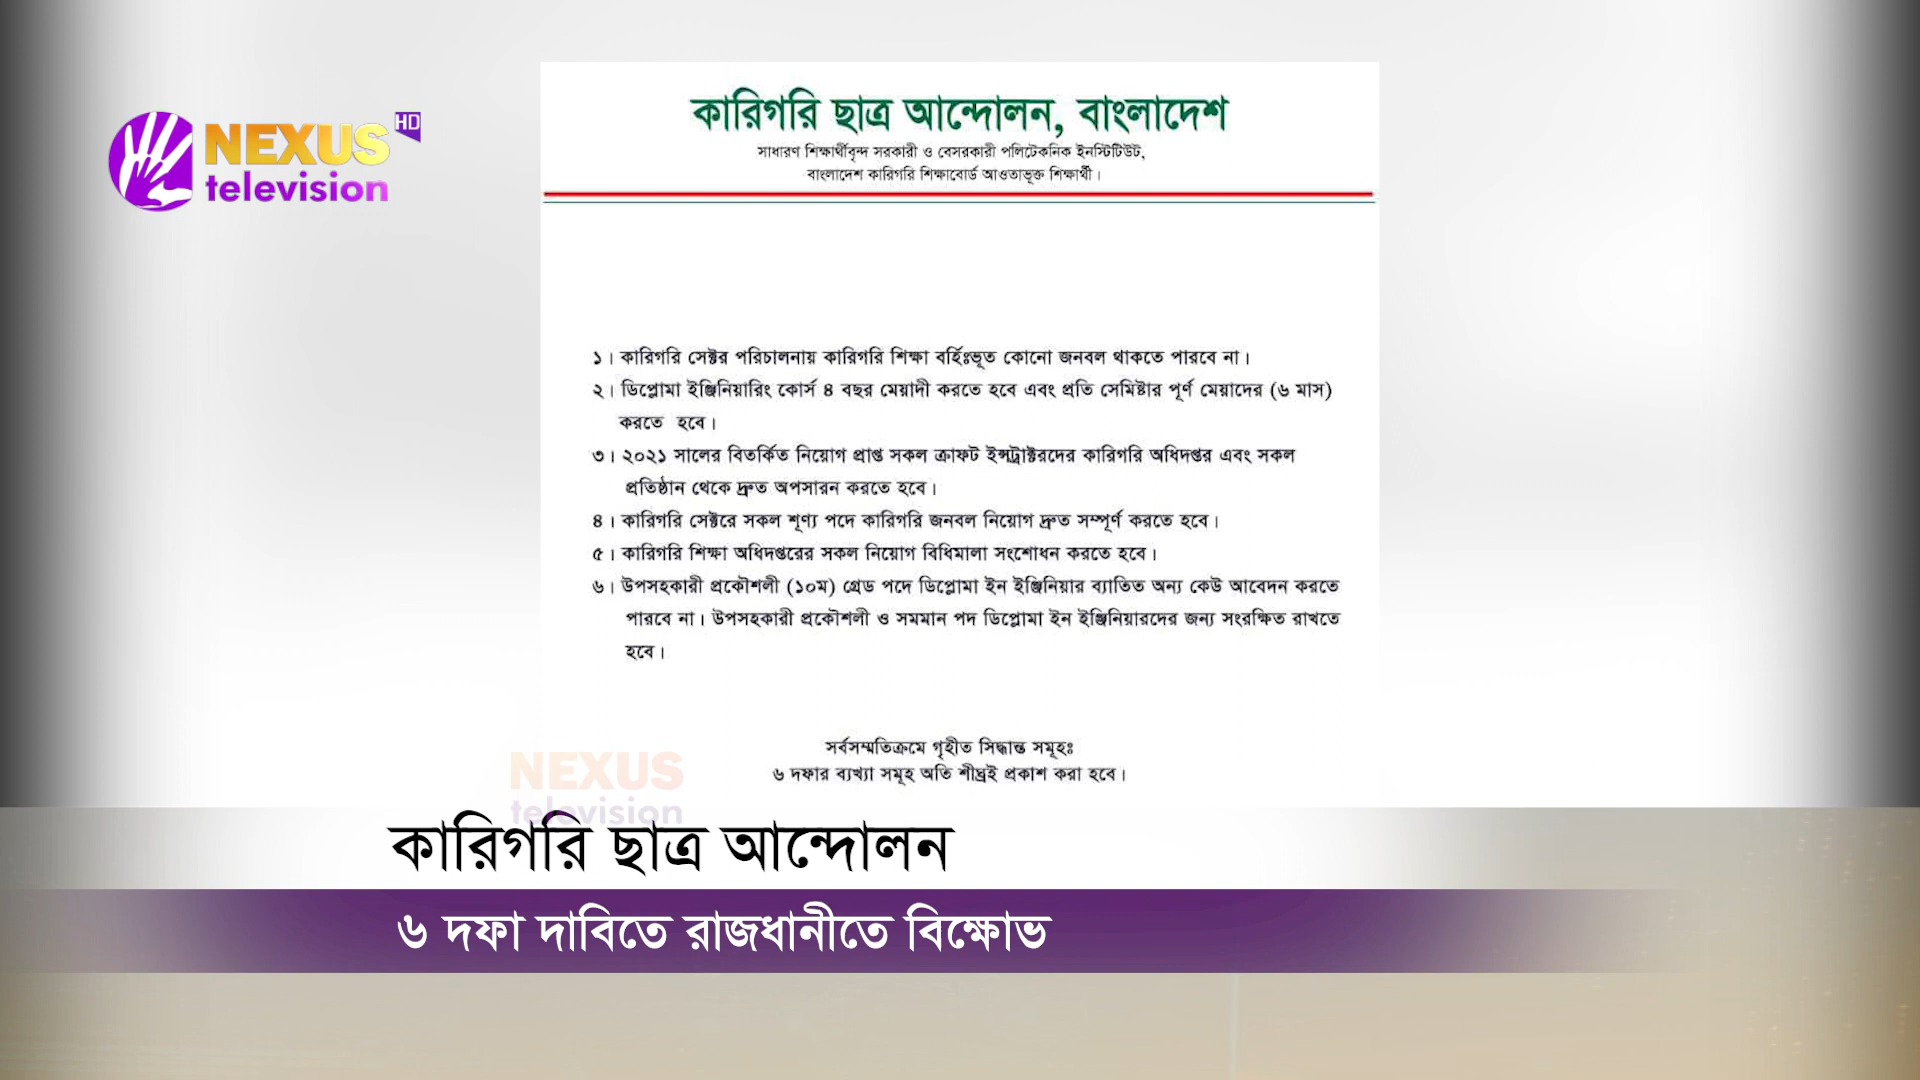 NEXUS HD
television
কারিগরি ছাত্র আন্দোলন, বাংলাদেশ
সাধারণ শিক্ষার্থীবৃন্দ সরকারী ও বেসরকারী পলিটেকনিক ইনস্টিটিউট,
বাংলাদেশ কারিগরি শিক্ষাবোর্ড আওতাভূক্ত শিক্ষার্থী।
১। কারিগরি সেক্টর পরিচালনায় কারিগরি শিক্ষা বর্হিঃভূত কোনো জনবল থাকতে পারবে না।
২। ডিপ্লোমা ইঞ্জিনিয়ারিং কোর্স ৪ বছর মেয়াদী করতে হবে এবং প্রতি সেমিষ্টার পূর্ণ মেয়াদের (৬ মাস)
করতে হবে।
৩। ২০২১ সালের বিতর্কিত নিয়োগ প্রাপ্ত সকল ক্রাফট ইন্সট্রাক্টরদের কারিগরি অধিদপ্তর এবং সকল
প্রতিষ্ঠান থেকে দ্রুত অপসারন করতে হবে।
৪। কারিগরি সেক্টরে সকল শূণ্য পদে কারিগরি জনবল নিয়োগ দ্রুত সম্পূর্ণ করতে হবে।
৫। কারিগরি শিক্ষা অধিদপ্তরের সকল নিয়োগ বিধিমালা সংশোধন করতে হবে।
৬। উপসহকারী প্রকৌশলী (১০ম) গ্রেড পদে ডিপ্লোমা ইন ইঞ্জিনিয়ার ব্যাতিত অন্য কেউ আবেদন করতে
পারবে না। উপসহকারী প্রকৌশলী ও সমমান পদ ডিপ্লোমা ইন ইঞ্জিনিয়ারদের জন্য সংরক্ষিত রাখতে
হবে।
সর্বসম্মতিক্রমে গৃহীত সিদ্ধান্ত সমূহঃ
৬ দফার ব্যখ্যা সমূহ অতি শীঘ্রই প্রকাশ করা হবে।
NEXUS
television
কারিগরি ছাত্র আন্দোলন
৬ দফা দাবিতে রাজধানীতে বিক্ষোভ